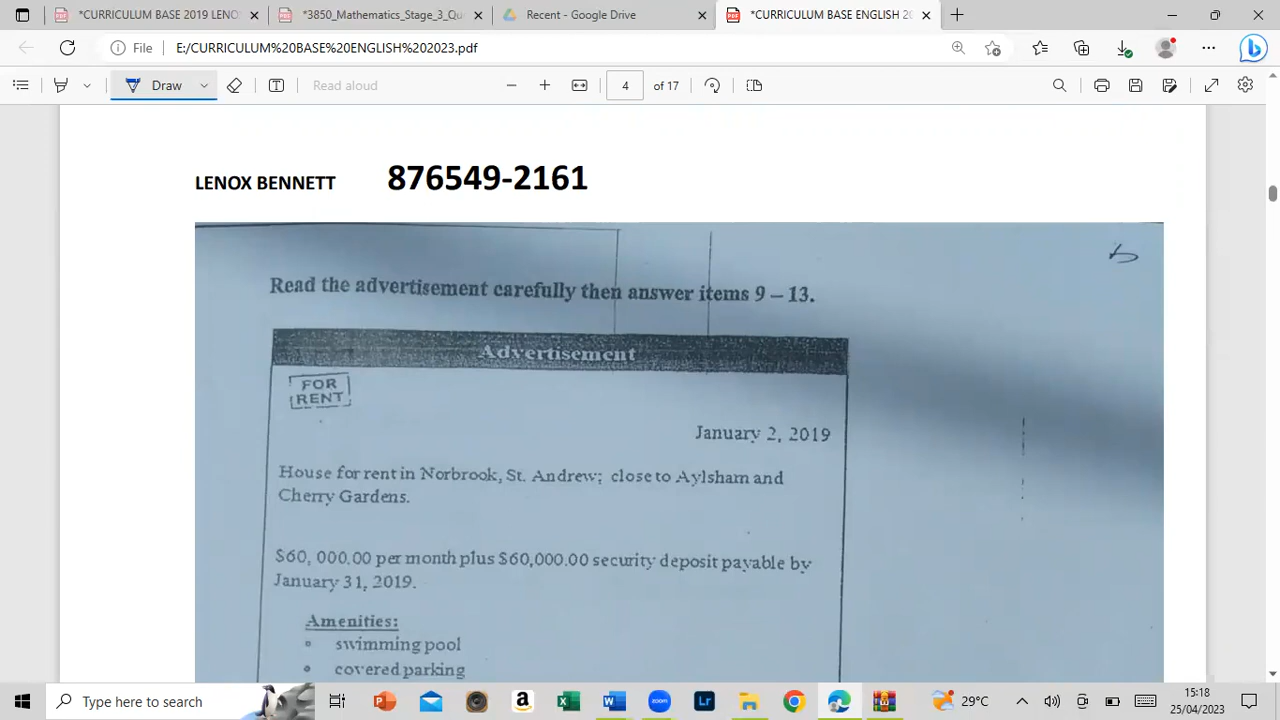 *CURRICULUM BASE 2019 LENO
*3850_Mathematics_Stage_3_Qu
Recent - Google Drive
*CURRICULUM BASE ENGLISH 20
File
E:/CURRICULUM%20BASE%20ENGLISH%202023.pdf
Draw
Read aloud
4
of 17
LENOX BENNETT 876549-2161
5
Read the advertisement carefully then answer items 9 – 13.
Advertisement
FOR
RENT
January 2, 2019
House for rent in Norbrook, St. Andrew; close to Aylsham and
Cherry Gardens.
$60, 000.00 per month plus $60,000.00 security deposit payable by
January 31, 2019.
Amenities:
swimming pool
covered parking
Type here to search
29°C
15:18
25/04/2023